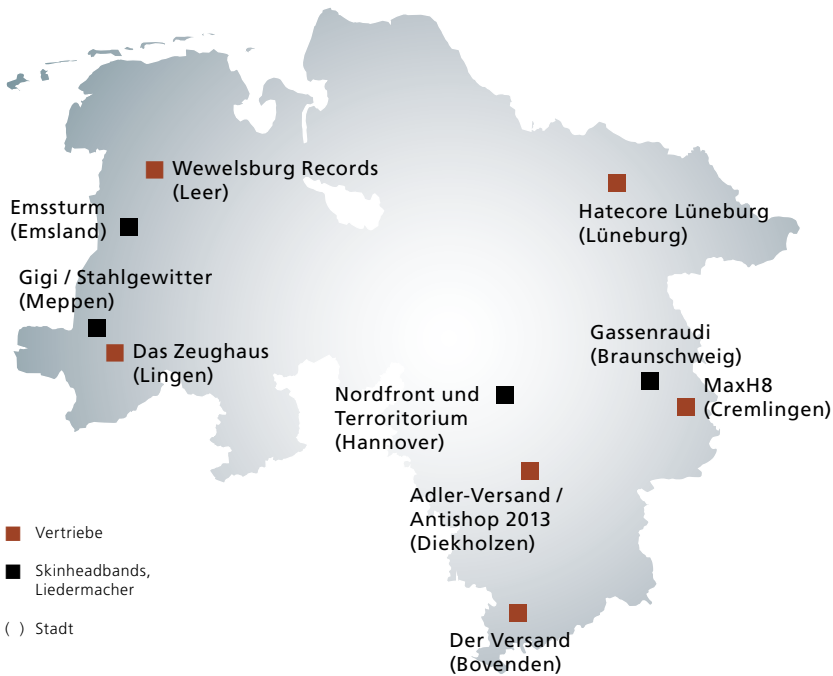 Wewelsburg Records
(Leer)
Emssturm
(Emsland)
Hatecore Lüneburg
(Lüneburg)
Gigi / Stahlgewitter
(Meppen)
Das Zeughaus
(Lingen)
Gassenraudi
(Braunschweig)
MaxH8
(Cremlingen)
Nordfront und
Terroritorium
(Hannover)
Adler-Versand /
Antishop 2013
(Diekholzen)
Der Versand
(Bovenden)
Vertriebe
Skinheadbands,
Liedermacher
( ) Stadt